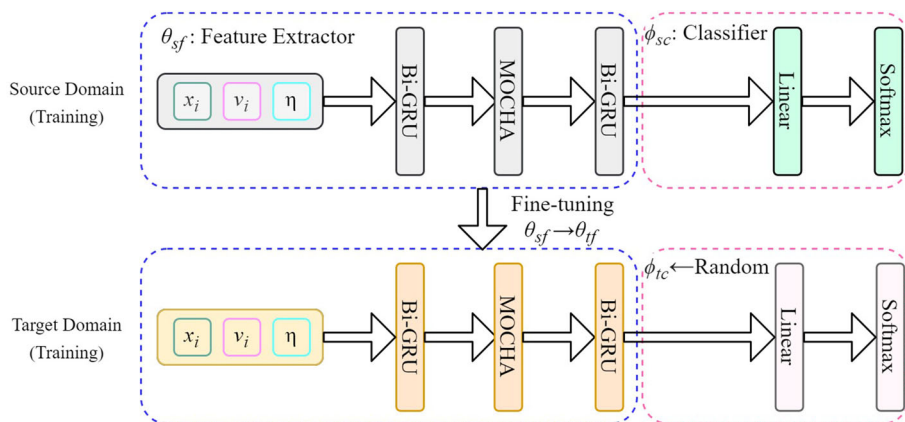 θsf: Feature Extractor
ϕsc: Classifier
Source Domain
(Training)
xi vi η
Bi-GRU
MOCHA
Bi-GRU
Linear
Softmax
Fine-tuning
θsf→θtf
ϕtc←Random
Target Domain
(Training)
xi vi η
Bi-GRU
MOCHA
Bi-GRU
Linear
Softmax